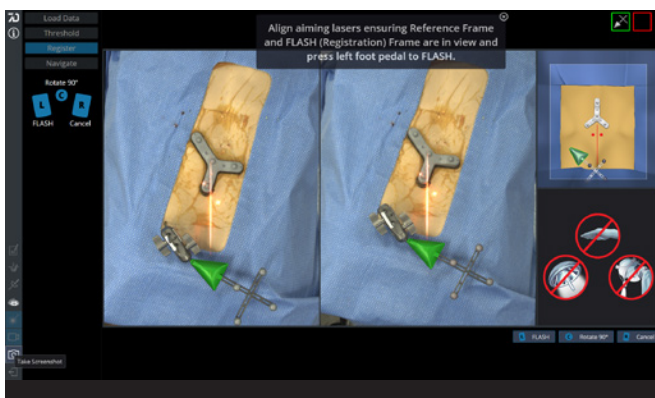 Load Data
Threshold
Register
Navigate
Rotate 90°
L
C
R
FLASH
Cancel
Align aiming lasers ensuring Reference Frame
and FLASH (Registration) Frame are in view and
press left foot pedal to FLASH.
FLASH
Rotate 90°
Cancel
Take Screenshot